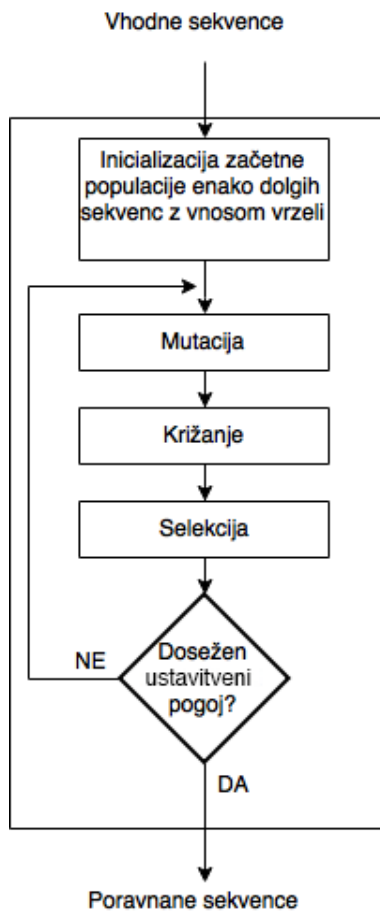 Vhodne sekvence
Inicializacija začetne
populacije enako dolgih
sekvenc z vnosom vrzeli
Mutacija
Križanje
Selekcija
Dosežen
ustavitveni
pogoj?
NE
DA
Poravnane sekvence